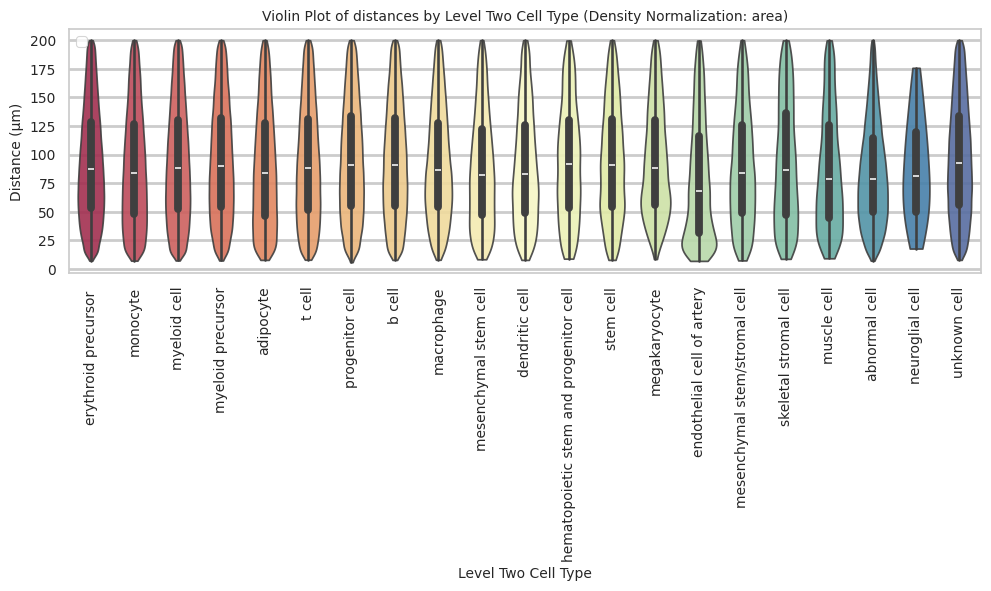 Violin Plot of distances by Level Two Cell Type (Density Normalization: area)
Distance (μm)
200
175
150
125
100
75
50
25
0
erythroid precursor
monocyte
myeloid cell
myeloid precursor
adipocyte
t cell
progenitor cell
b cell
macrophage
mesenchymal stem cell
dendritic cell
hematopoietic stem and progenitor cell
stem cell
megakaryocyte
endothelial cell of artery
mesenchymal stem/stromal cell
skeletal stromal cell
muscle cell
abnormal cell
neuroglial cell
unknown cell
Level Two Cell Type